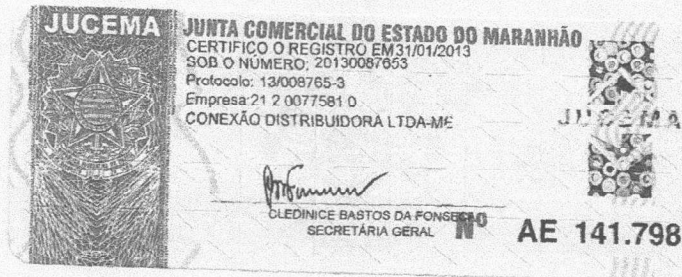 JUCEMA
JUNTA COMERCIAL DO ESTADO DO MARANHÃO
CERTIFICO O REGISTRO EM 31/01/2013
SOB O NÚMERO: 20130087653
Protocolo: 13/008765-3
Empresa: 21 2 0077581 0
CONEXÃO DISTRIBUIDORA LTDA-ME
JUCEMA
CLEDINICE BASTOS DA FONSECA
SECRETÁRIA GERAL
Nº AE 141.798